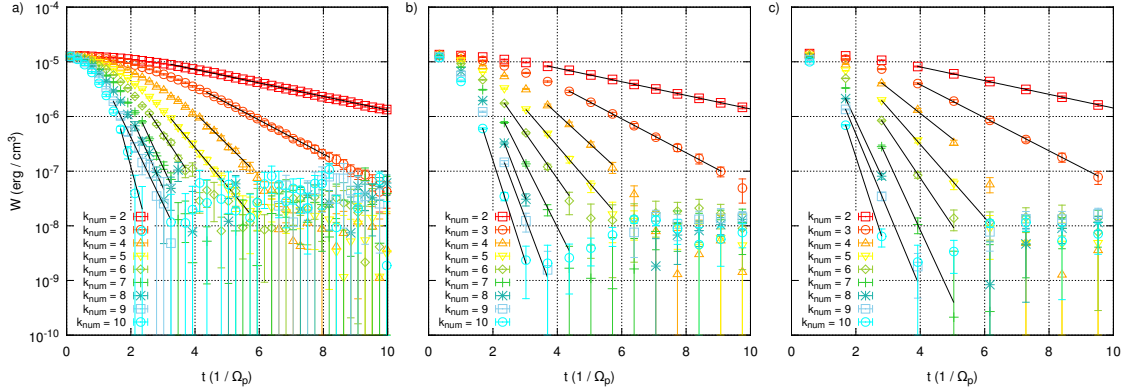 a)
b)
c)
W (erg / cm³)
10⁻⁴
10⁻⁵
10⁻⁶
10⁻⁷
10⁻⁸
10⁻⁹
10⁻¹⁰
k_num = 2
k_num = 3
k_num = 4
k_num = 5
k_num = 6
k_num = 7
k_num = 8
k_num = 9
k_num = 10
0 2 4 6 8 10
t (1 / Ω_p)
k_num = 2
k_num = 3
k_num = 4
k_num = 5
k_num = 6
k_num = 7
k_num = 8
k_num = 9
k_num = 10
0 2 4 6 8 10
t (1 / Ω_p)
k_num = 2
k_num = 3
k_num = 4
k_num = 5
k_num = 6
k_num = 7
k_num = 8
k_num = 9
k_num = 10
0 2 4 6 8 10
t (1 / Ω_p)